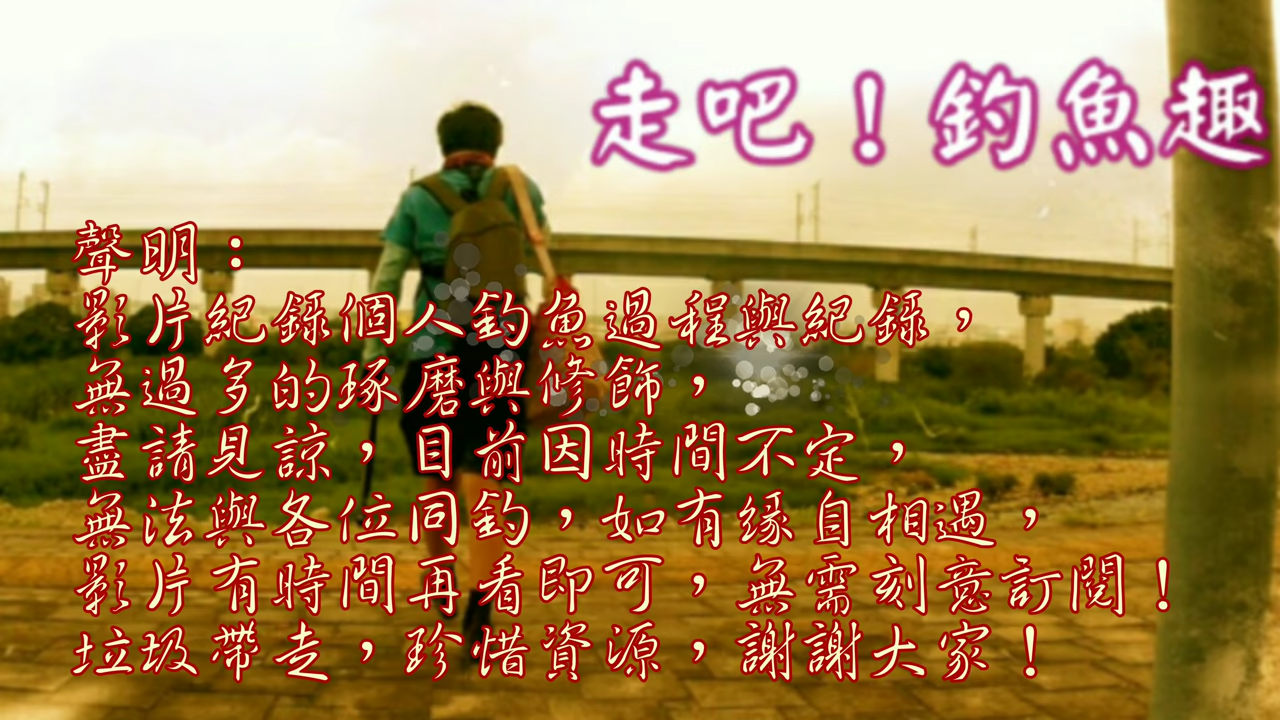 走吧！釣魚趣
聲明：
影片紀錄個人釣魚過程與紀錄，
無過多的琢磨與修飾，
盡請見諒，目前因時間不定，
無法與各位同釣，如有緣自相遇，
影片有時間再看即可，無需刻意訂閱！
垃圾帶走，珍惜資源，謝謝大家！